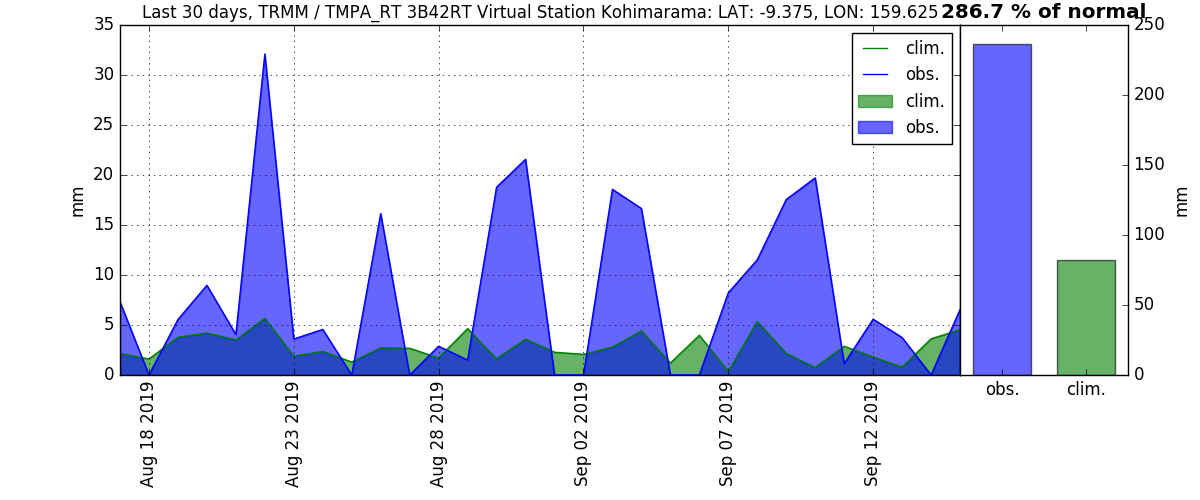 Last 30 days, TRMM / TMPA_RT 3B42RT Virtual Station Kohimarama: LAT: -9.375, LON: 159.625
286.7 % of normal
35
30
25
20
15
10
5
0
mm
clim.
obs.
clim.
obs.
Aug 18 2019
Aug 23 2019
Aug 28 2019
Sep 02 2019
Sep 07 2019
Sep 12 2019
250
200
150
100
50
0
mm
obs.
clim.